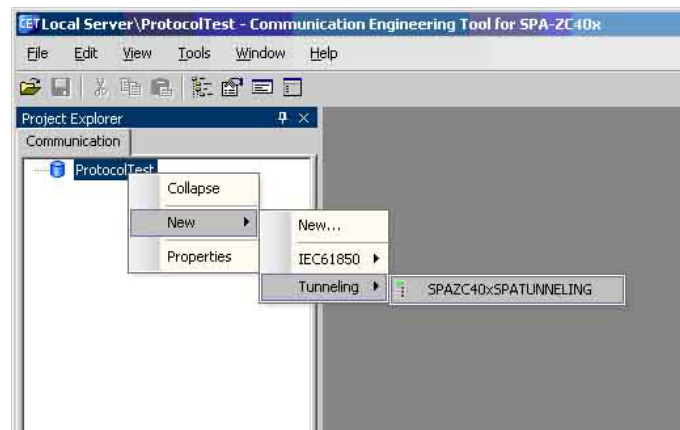 CET Local Server\ProtocolTest - Communication Engineering Tool for SPA-ZC40x
File Edit View Tools Window Help
Project Explorer
Communication
ProtocolTest
Collapse
New
Properties
New...
IEC61850
Tunneling
SPAZC40xSPATUNNELING